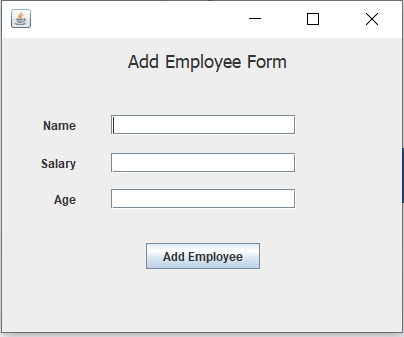 Add Employee Form
Name
Salary
Age
Add Employee